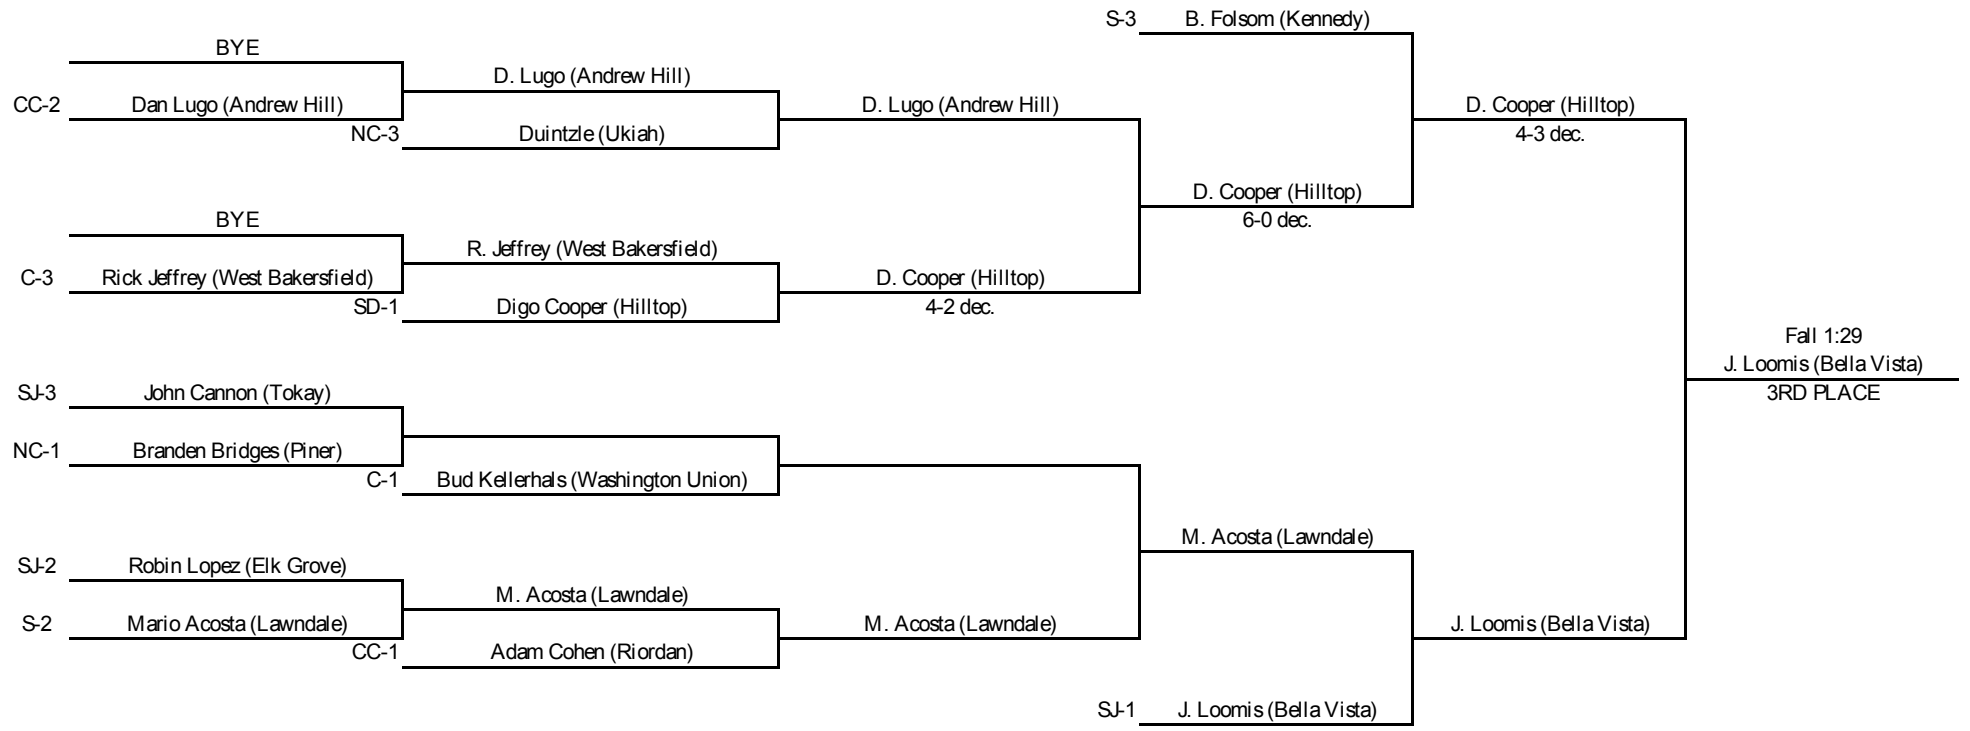 S-3 B. Folsom (Kennedy)
BYE
D. Lugo (Andrew Hill)
CC-2 Dan Lugo (Andrew Hill) D. Lugo (Andrew Hill) D. Cooper (Hilltop)
NC-3 Duintzle (Ukiah) 4-3 dec.
D. Cooper (Hilltop)
BYE 6-0 dec.
R. Jeffrey (West Bakersfield)
C-3 Rick Jeffrey (West Bakersfield) D. Cooper (Hilltop)
SD-1 Digo Cooper (Hilltop) 4-2 dec.
Fall 1:29
J. Loomis (Bella Vista)
SJ-3 John Cannon (Tokay) 3RD PLACE
NC-1 Branden Bridges (Piner)
C-1 Bud Kellerhals (Washington Union)
M. Acosta (Lawndale)
SJ-2 Robin Lopez (Elk Grove)
M. Acosta (Lawndale)
S-2 Mario Acosta (Lawndale) M. Acosta (Lawndale) J. Loomis (Bella Vista)
CC-1 Adam Cohen (Riordan)
SJ-1 J. Loomis (Bella Vista)